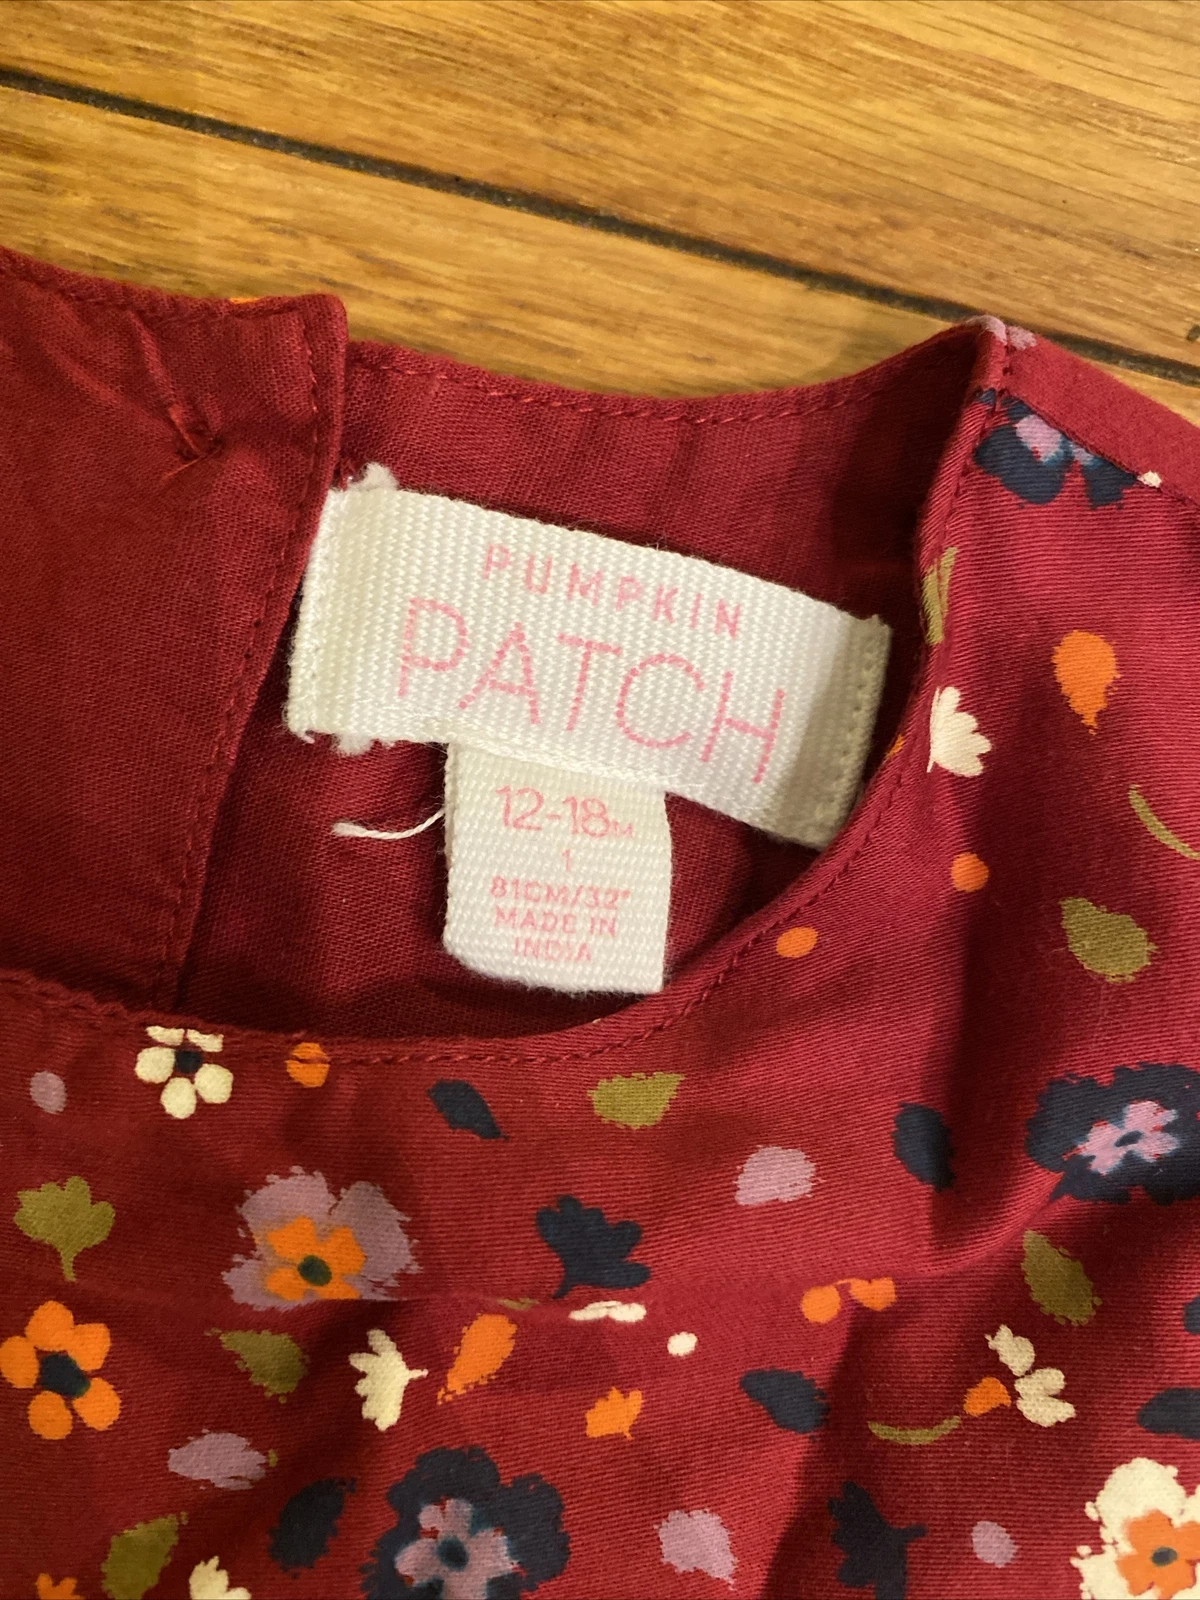 PUMPKIN
PATCH
12-18M
1
81CM/32"
MADE IN
INDIA